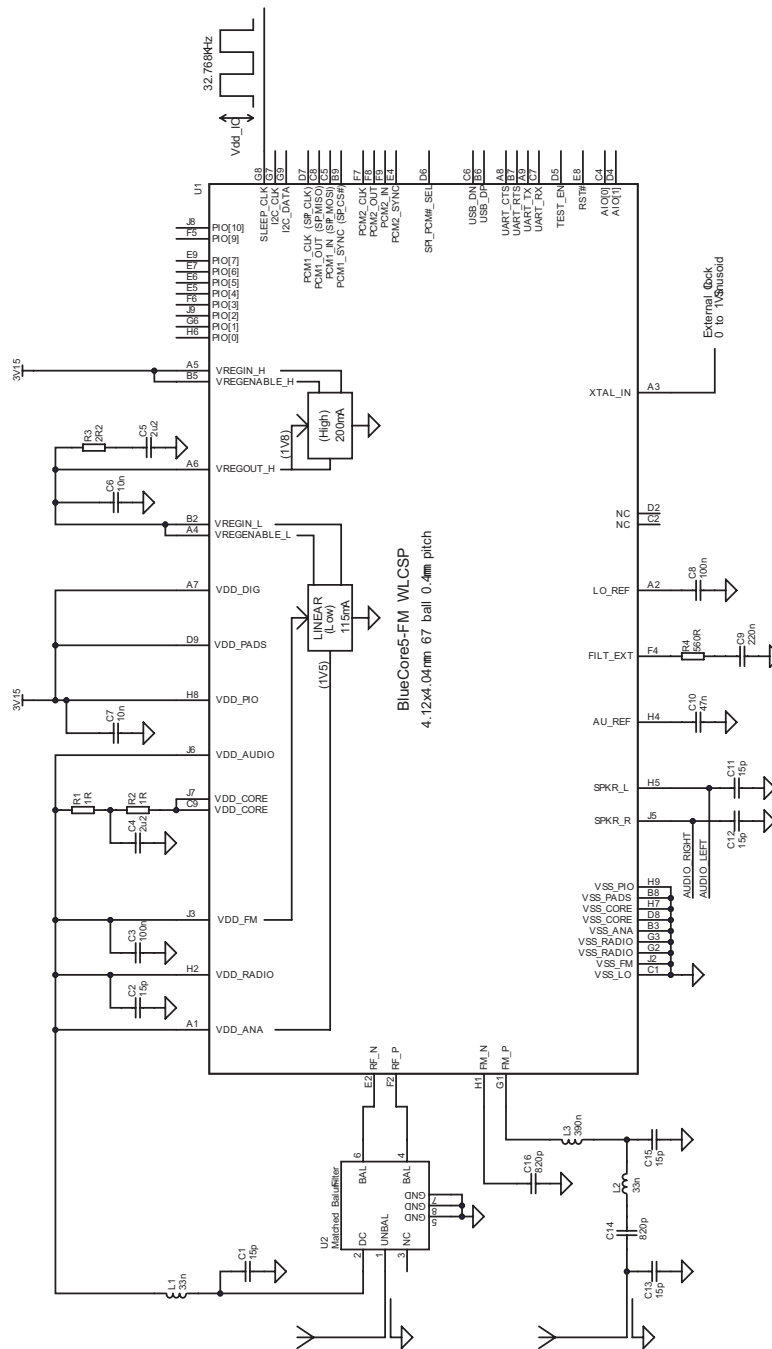 32.768KHz
Vdd_IO
U1
G8 SLEEP_CLK
G7 I2C_CLK
G9 I2C_DATA
D7 PCM1_CLK (SPI_CLK)
C8 PCM1_OUT (SPI_MISO)
C5 PCM1_IN (SPI_MOSI)
B9 PCM1_SYNC (SPI_CS#)
F7 PCM2_CLK
F8 PCM2_OUT
F9 PCM2_IN
E4 PCM2_SYNC
D6 SPI_PCM#_SEL
C6 USB_DN
B6 USB_DP
A8 UART_CTS
B7 UART_RTS
A9 UART_TX
C7 UART_RX
D5 TEST_EN
E8 RST#
C4 AIO[0]
D4 AIO[1]
J8 PIO[10]
F5 PIO[9]
E9 PIO[7]
E7 PIO[6]
E6 PIO[5]
E5 PIO[4]
F6 PIO[3]
J9 PIO[2]
G6 PIO[1]
H6 PIO[0]
3V15
A5 VREGIN_H
B5 VREGENABLE_H
(High)
200mA
(1V8)
R3
2R2
C5
2u2
A6 VREGOUT_H
C6
10n
B2 VREGIN_L
A4 VREGENABLE_L
LINEAR
(Low)
115mA
(1V5)
A7 VDD_DIG
D9 VDD_PADS
3V15
H8 VDD_PIO
C7
10n
J6 VDD_AUDIO
R1
1R
R2
1R
J7 VDD_CORE
C9 VDD_CORE
C4
2u2
J3 VDD_FM
C3
100n
H2 VDD_RADIO
C2
15p
A1 VDD_ANA
BlueCore5-FM WLCSP
4.12x4.04mm 67 ball 0.4mm pitch
External Clock
0 to 1V Sinusoid
XTAL_IN A3
NC D2
NC C2
LO_REF A2
C8
100n
FILT_EXT F4
R4
560R
C9
220n
AU_REF H4
C10
47n
SPKR_L H5
C11
15p
SPKR_R J5
C12
15p
AUDIO_RIGHT
AUDIO_LEFT
VSS_PIO H9
VSS_PADS B8
VSS_CORE H7
VSS_CORE D8
VSS_ANA B3
VSS_RADIO G3
VSS_RADIO G2
VSS_FM J2
VSS_LO C1
E2 RF_N
F2 RF_P
H1 FM_N
G1 FM_P
6 BAL
4 BAL
GND 7
GND 8
GND 5
U2
Matched Balun Filter
DC 2
UNBAL 1
NC 3
L1
33n
C1
15p
C16
820p
L3
390n
C15
15p
L2
33n
C14
820p
C13
15p